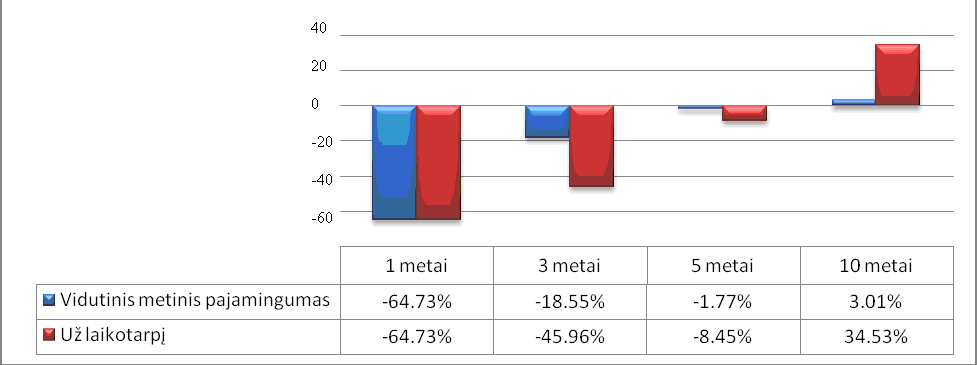 40
20
0
-20
-40
-60
1 metai 3 metai 5 metai 10 metai
Vidutinis metinis pajamingumas -64.73% -18.55% -1.77% 3.01%
Už laikotarpį -64.73% -45.96% -8.45% 34.53%